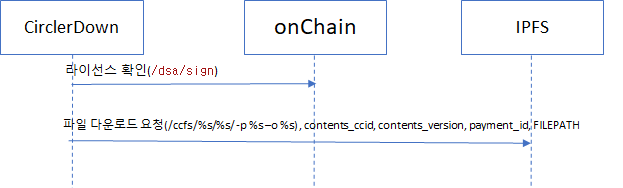 CirclerDown
onChain
IPFS
라이선스 확인(/dsa/sign)
파일 다운로드 요청(/ccfs/%s/%s/-p %s –o %s), contents_ccid, contents_version, payment_id, FILEPATH